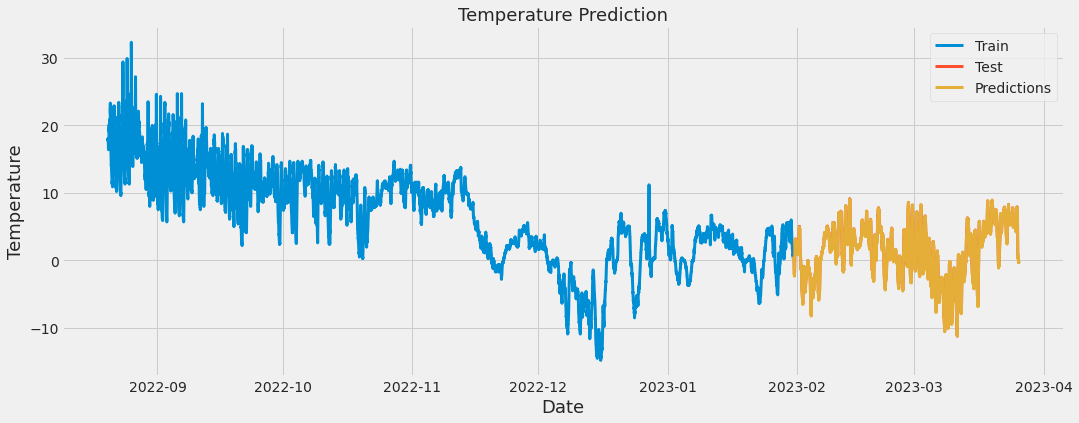 Temperature Prediction
Train
Test
Predictions
30
20
10
0
−10
Temperature
2022-09 2022-10 2022-11 2022-12 2023-01 2023-02 2023-03 2023-04
Date